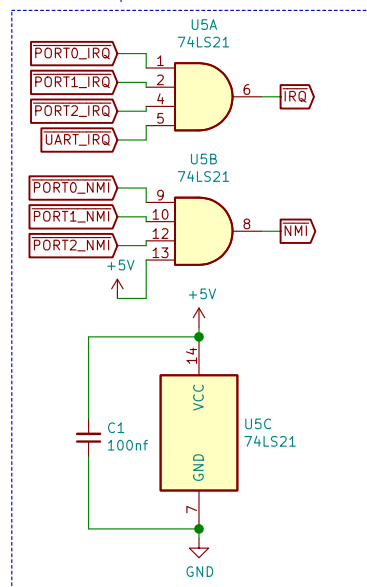 U5A
74LS21
PORT0_IRQ
1
PORT1_IRQ
2
6
IRQ
PORT2_IRQ
4
UART_IRQ
5
U5B
74LS21
PORT0_NMI
9
PORT1_NMI
10
8
NMI
PORT2_NMI
12
+5V
13
+5V
14
VCC
C1
100nf
U5C
74LS21
GND
7
GND